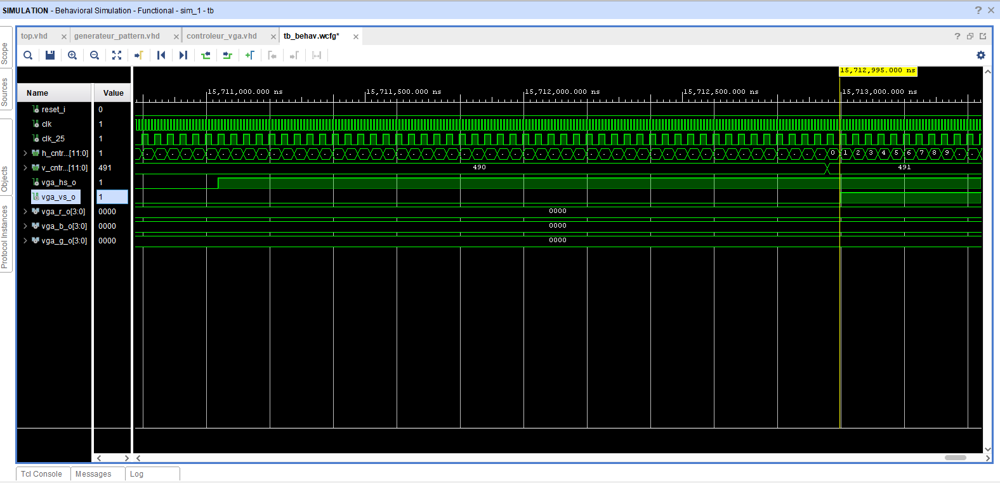 SIMULATION - Behavioral Simulation - Functional - sim_1 - tb
Scope
Sources
Objects
Protocol Instances
top.vhd
generateur_pattern.vhd
controleur_vga.vhd
tb_behav.wcfg*
15,712,995.000 ns
15,711,000.000 ns 15,711,500.000 ns 15,712,000.000 ns 15,712,500.000 ns 15,713,000.000 ns
Name Value
reset_i 0
clk 1
clk_25 1
h_cntr...[11:0] 1 0 1 2 3 4 5 6 7 8 9
v_cntr...[11:0] 491 490 491
vga_hs_o 1
vga_vs_o 1
vga_r_o[3:0] 0000 0000
vga_b_o[3:0] 0000 0000
vga_g_o[3:0] 0000 0000
Tcl Console Messages Log